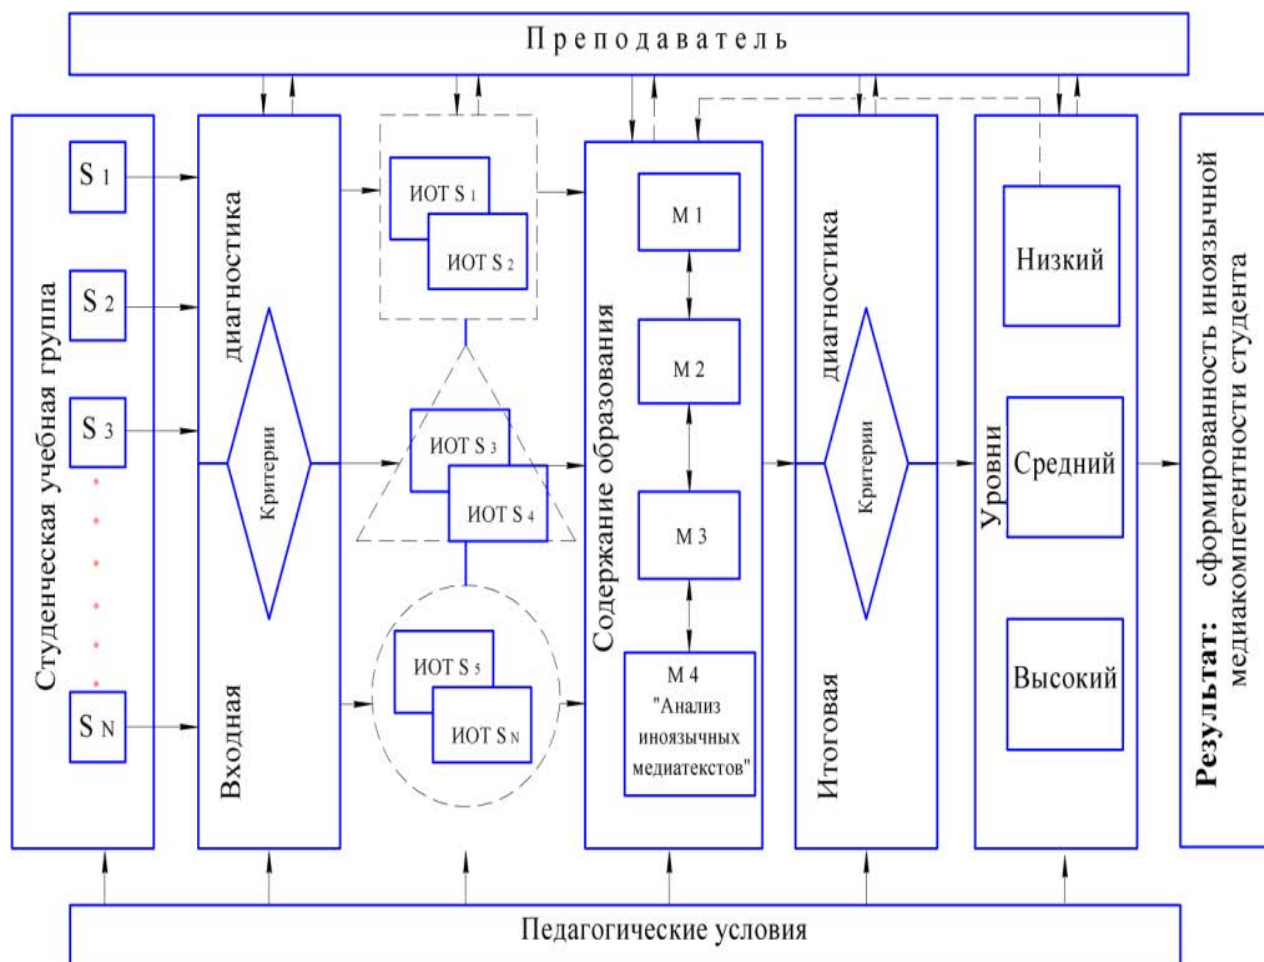 Преподаватель
Студенческая учебная группа
S 1
S 2
S 3
S N
Входная диагностика
Критерии
ИОТ S 1
ИОТ S 2
ИОТ S 3
ИОТ S 4
ИОТ S 5
ИОТ S N
Содержание образования
М 1
М 2
М 3
М 4
"Анализ
иноязычных
медиатекстов"
Итоговая диагностика
Критерии
Уровни
Низкий
Средний
Высокий
Результат: сформированность иноязычной
медиакомпетентности студента
Педагогические условия